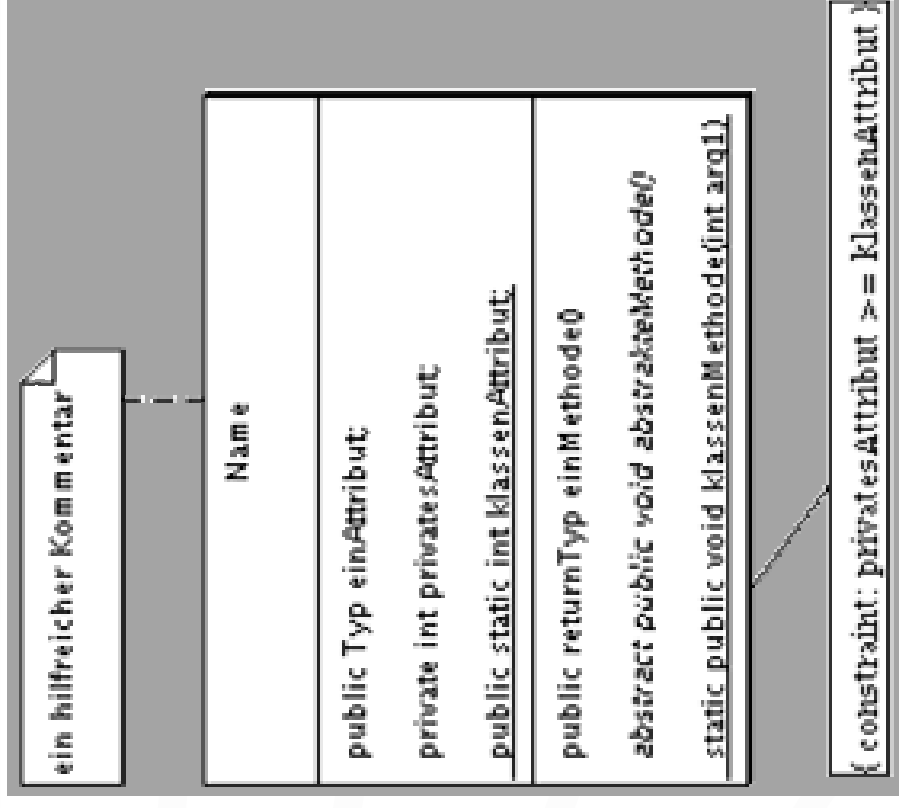 ein hilfreicher Kommentar
Name
public Typ einAttribut;
private int privatesAttribut;
public static int klassenAttribut;
public returnTyp einMethode()
abstract public void abstrakteMethode()
static public void klassenMethode(int arg1)
{ constraint: privatesAttribut >= klassenAttribut }